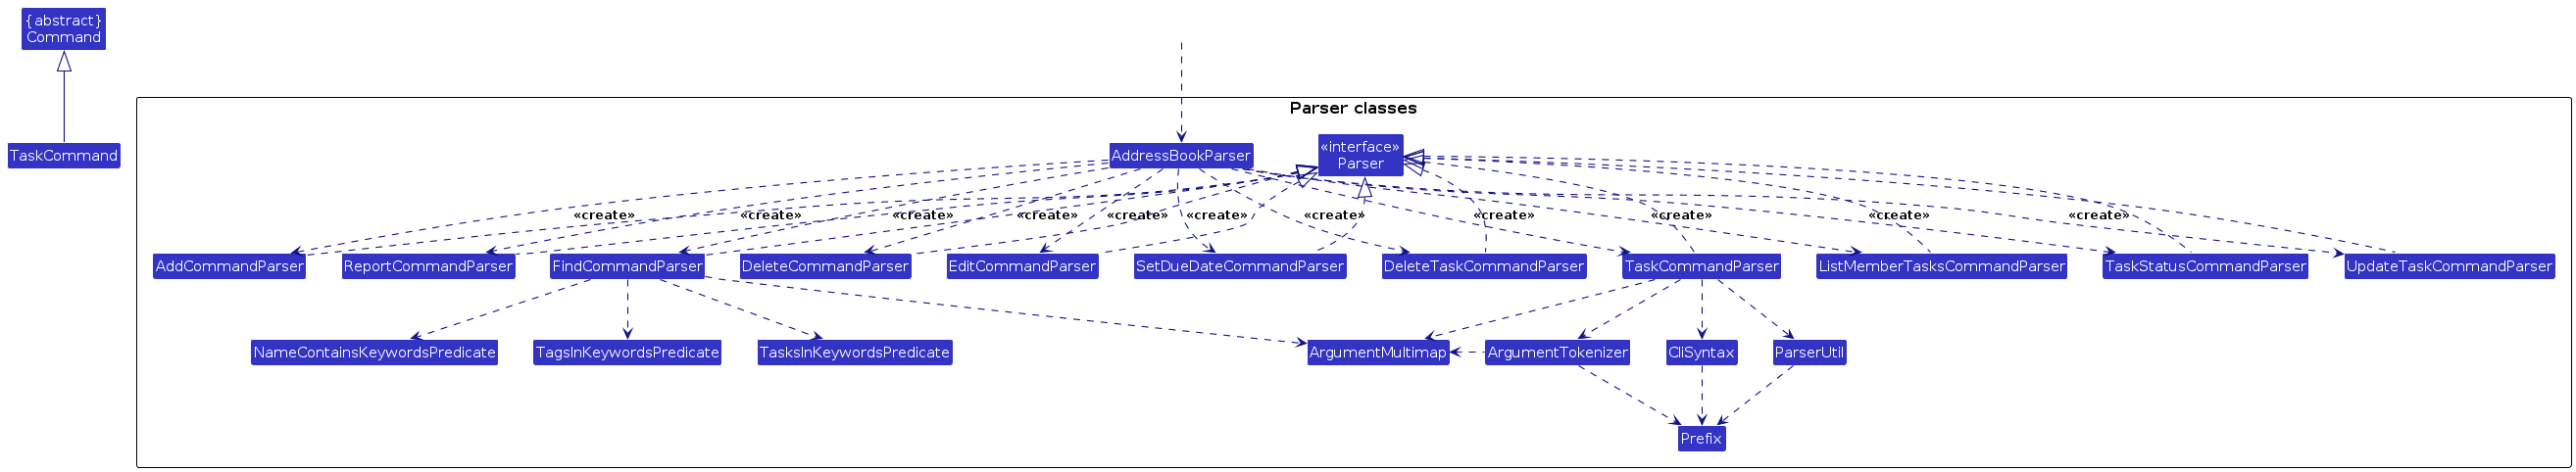 {abstract}
Command
Parser classes
TaskCommand
AddressBookParser
«interface»
Parser
«create»
«create»
«create»
«create»
«create»
«create»
«create»
«create»
«create»
«create»
«create»
AddCommandParser
ReportCommandParser
FindCommandParser
DeleteCommandParser
EditCommandParser
SetDueDateCommandParser
DeleteTaskCommandParser
TaskCommandParser
ListMemberTasksCommandParser
TaskStatusCommandParser
UpdateTaskCommandParser
NameContainsKeywordsPredicate
TagsInKeywordsPredicate
TasksInKeywordsPredicate
ArgumentMultimap
ArgumentTokenizer
CliSyntax
ParserUtil
Prefix